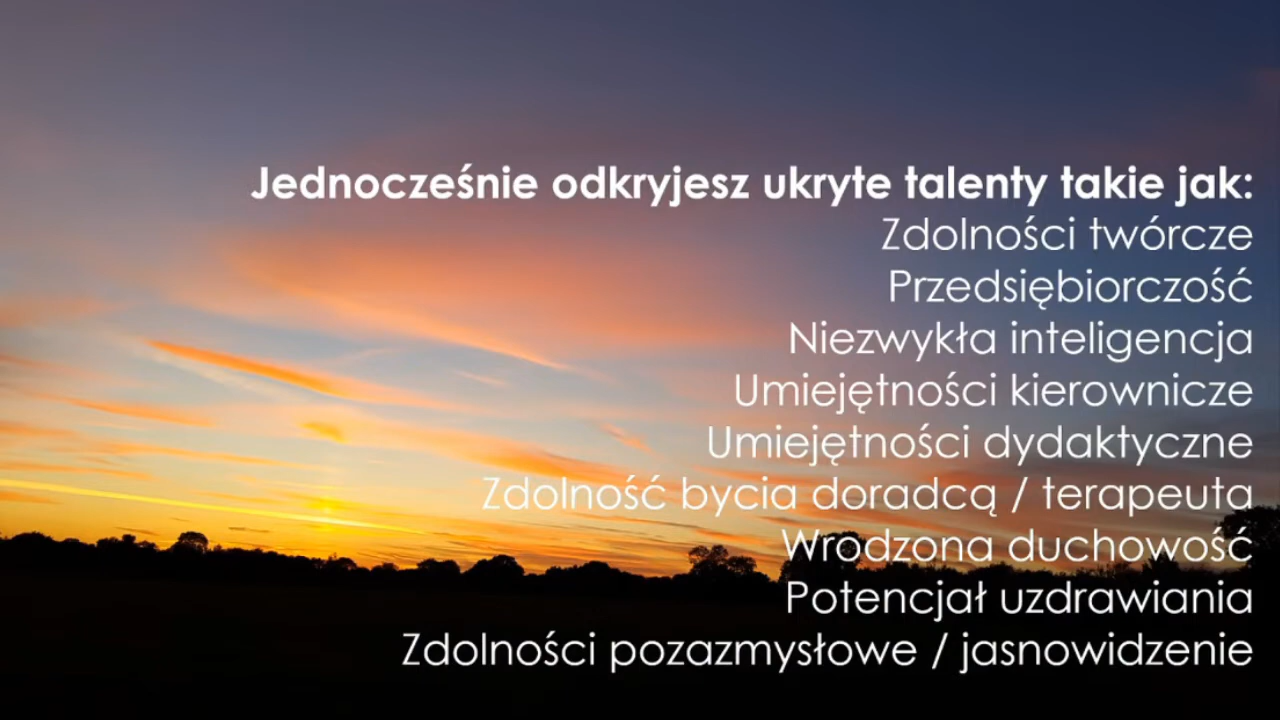 Jednocześnie odkryjesz ukryte talenty takie jak:
Zdolności twórcze
Przedsiębiorczość
Niezwykła inteligencja
Umiejętności kierownicze
Umiejętności dydaktyczne
Zdolność bycia doradcą / terapeuta
Wrodzona duchowość
Potencjał uzdrawiania
Zdolności pozazmysłowe / jasnowidzenie